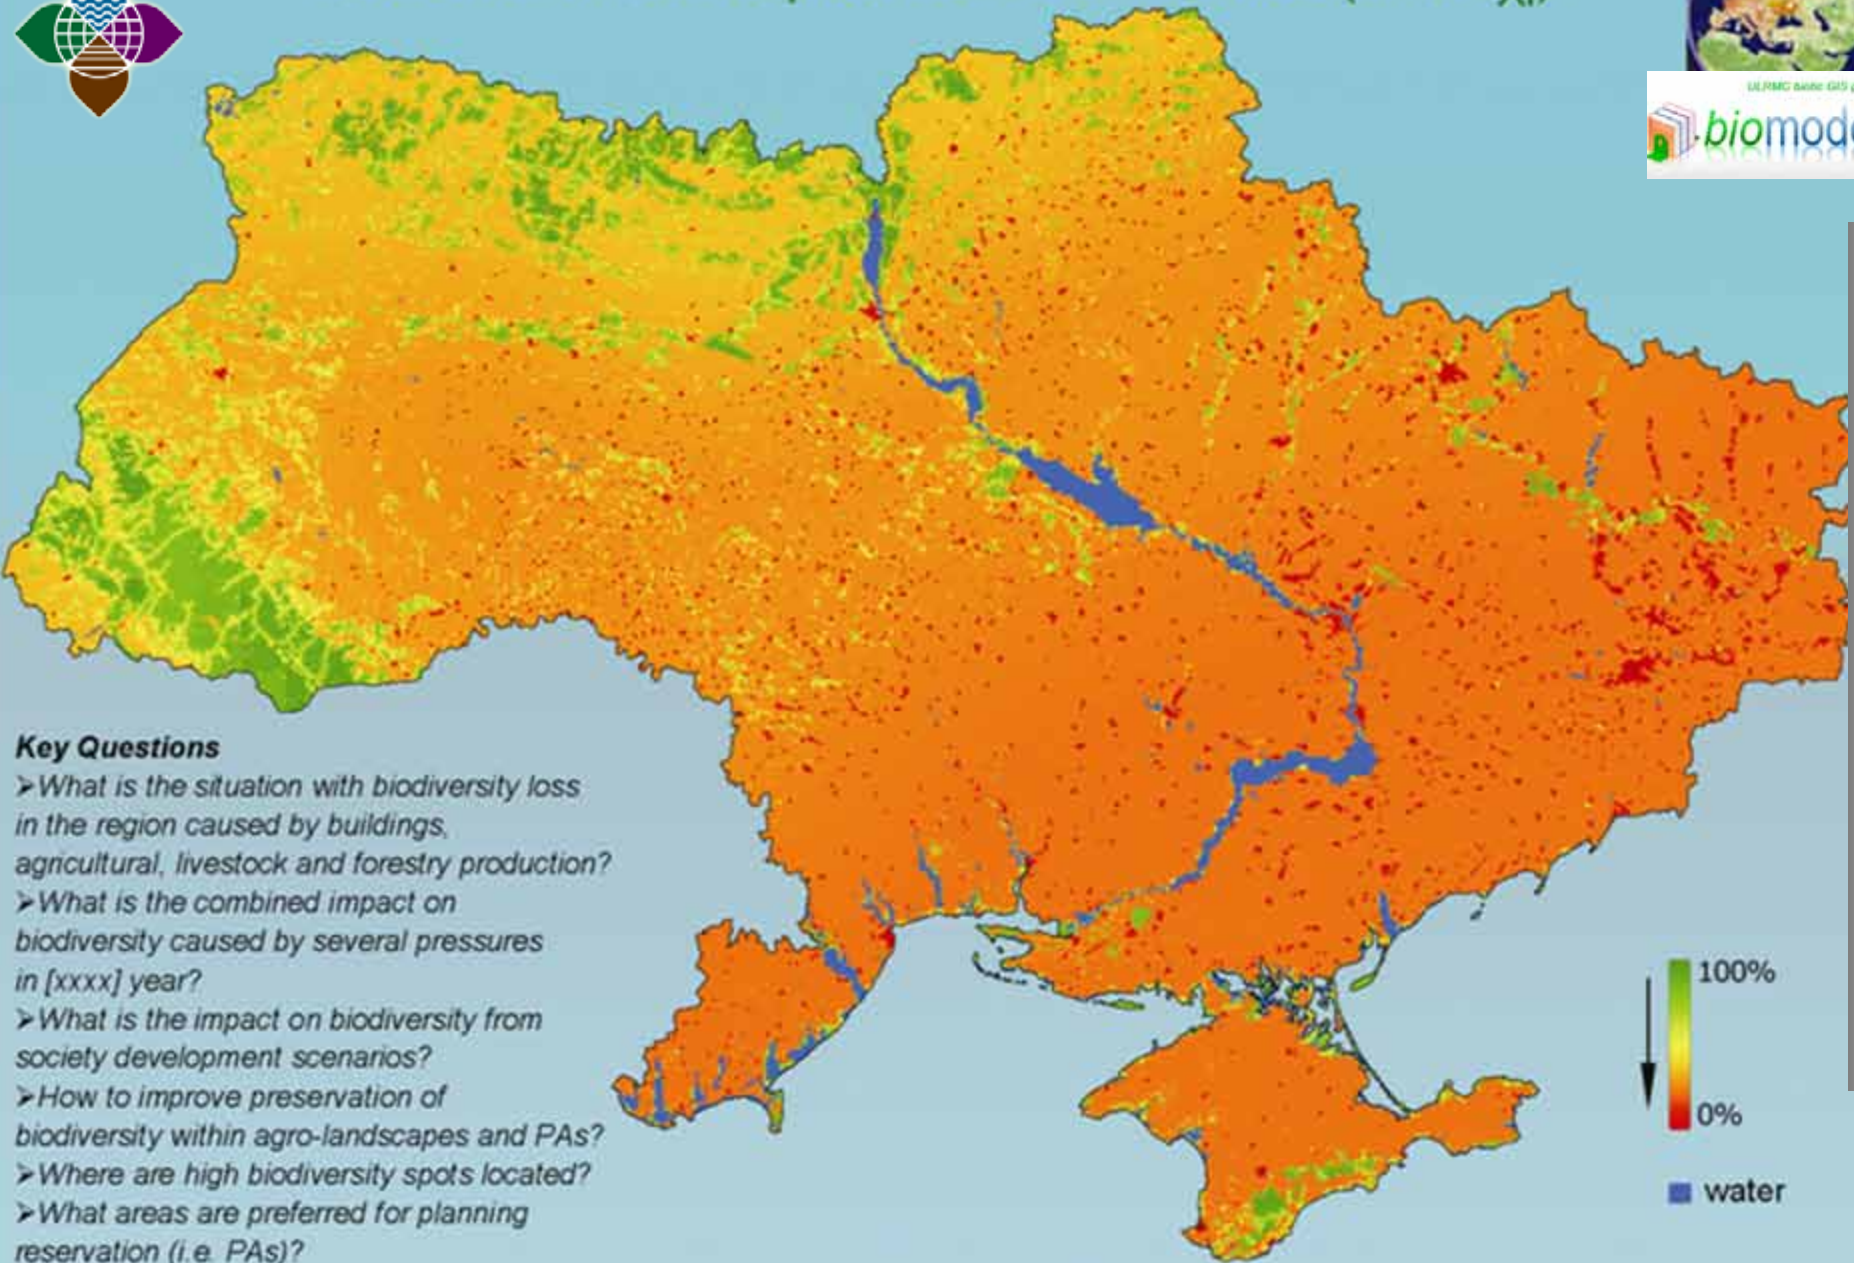 ULRMC biotic GIS
Key Questions
➢What is the situation with biodiversity loss
in the region caused by buildings,
agricultural, livestock and forestry production?
➢What is the combined impact on
biodiversity caused by several pressures
in [xxxx] year?
➢What is the impact on biodiversity from
society development scenarios?
➢How to improve preservation of
biodiversity within agro-landscapes and PAs?
➢Where are high biodiversity spots located?
➢What areas are preferred for planning
reservation (i.e. PAs)?
100%
0%
water